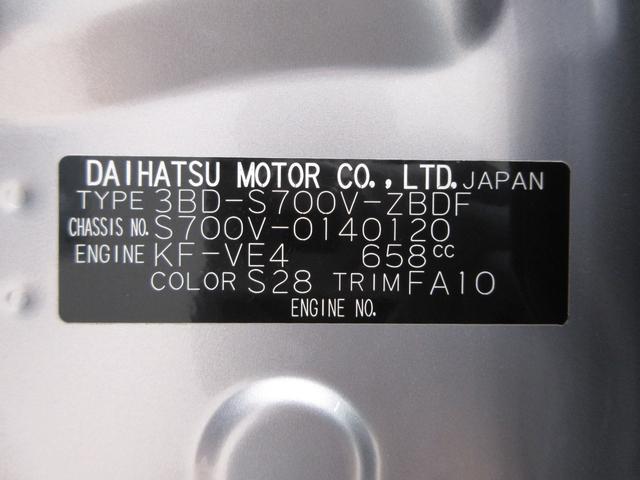 DAIHATSU MOTOR CO., LTD. JAPAN
TYPE 3BD-S700V-ZBDF
CHASSIS NO. S700V-0140120
ENGINE KF-VE4 658cc
COLOR S28 TRIM FA10
ENGINE NO.